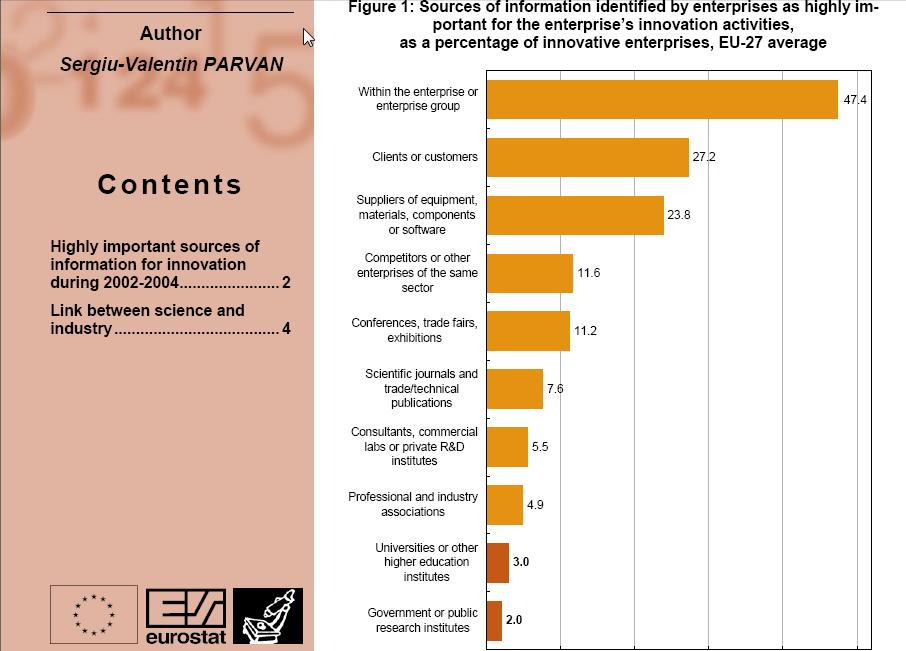 Author
Sergiu-Valentin PARVAN
Contents
Highly important sources of
information for innovation
during 2002-2004....................... 2
Link between science and
industry...................................... 4
eurostat
Figure 1: Sources of information identified by enterprises as highly im-
portant for the enterprise's innovation activities,
as a percentage of innovative enterprises, EU-27 average
Within the enterprise or
enterprise group
47.4
Clients or customers
27.2
Suppliers of equipment,
materials, components
or software
23.8
Competitors or other
enterprises of the same
sector
11.6
Conferences, trade fairs,
exhibitions
11.2
Scientific journals and
trade/technical
publications
7.6
Consultants, commercial
labs or private R&D
institutes
5.5
Professional and industry
associations
4.9
Universities or other
higher education
institutes
3.0
Government or public
research institutes
2.0